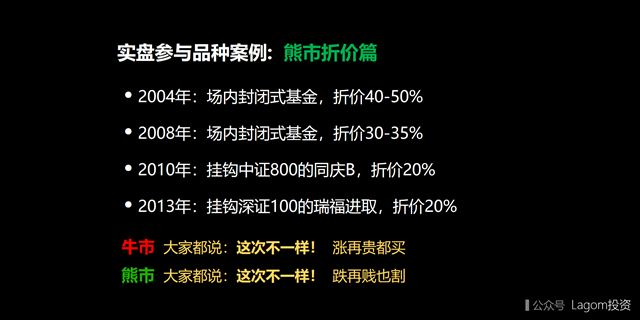 实盘参与品种案例：熊市折价篇
• 2004年：场内封闭式基金，折价40-50%
• 2008年：场内封闭式基金，折价30-35%
• 2010年：挂钩中证800的同庆B，折价20%
• 2013年：挂钩深证100的瑞福进取，折价20%
牛市 大家都说：这次不一样！ 涨再贵都买
熊市 大家都说：这次不一样！ 跌再贱也割
公众号 Lagom投资